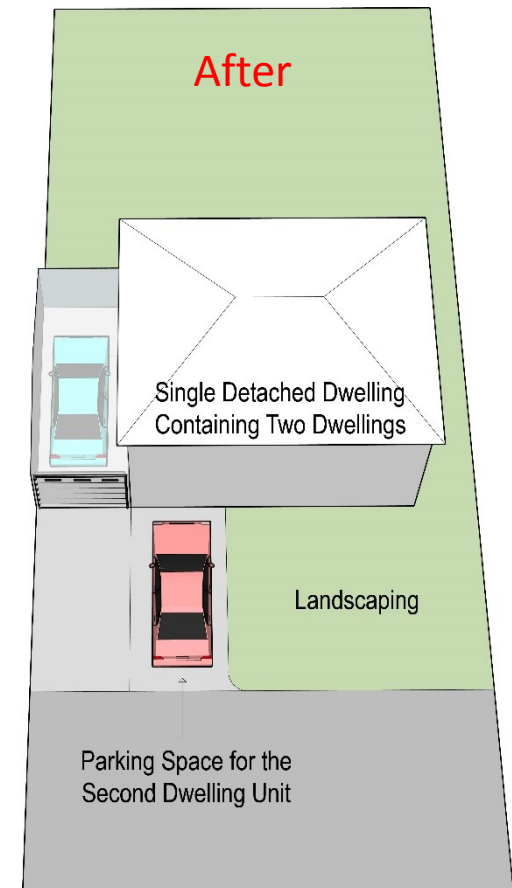 After
Single Detached Dwelling
Containing Two Dwellings
Landscaping
Parking Space for the
Second Dwelling Unit